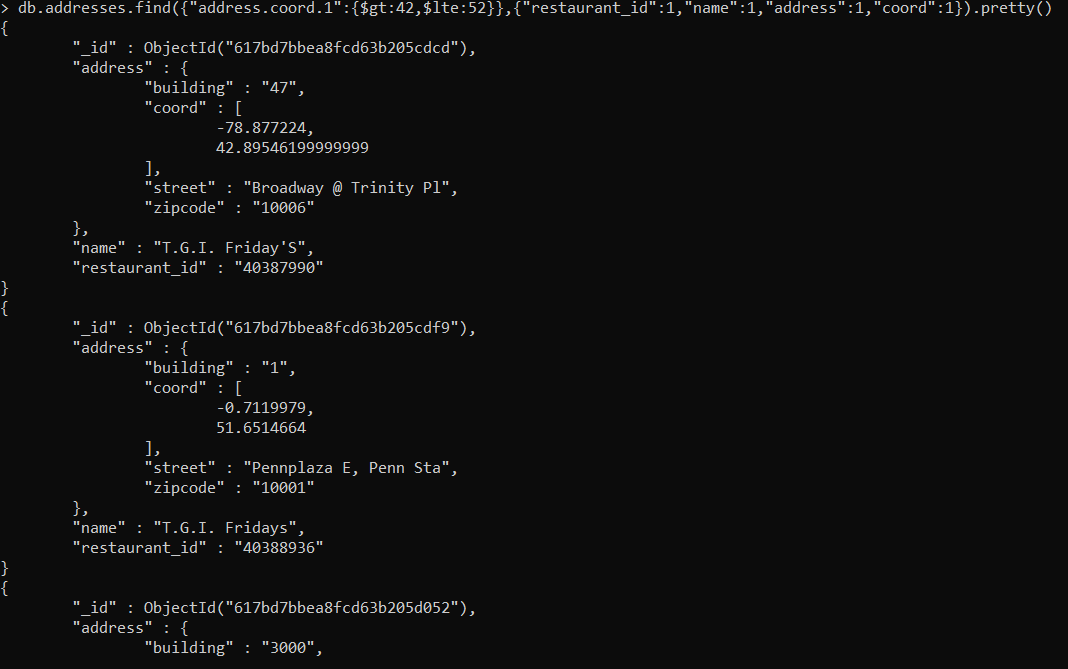 > db.addresses.find({"address.coord.1":{$gt:42,$lte:52}},{"restaurant_id":1,"name":1,"address":1,"coord":1}).pretty()
{
        "_id" : ObjectId("617bd7bbea8fcd63b205cdcd"),
        "address" : {
                "building" : "47",
                "coord" : [
                        -78.877224,
                        42.89546199999999
                ],
                "street" : "Broadway @ Trinity Pl",
                "zipcode" : "10006"
        },
        "name" : "T.G.I. Friday'S",
        "restaurant_id" : "40387990"
}
{
        "_id" : ObjectId("617bd7bbea8fcd63b205cdf9"),
        "address" : {
                "building" : "1",
                "coord" : [
                        -0.7119979,
                        51.6514664
                ],
                "street" : "Pennplaza E, Penn Sta",
                "zipcode" : "10001"
        },
        "name" : "T.G.I. Fridays",
        "restaurant_id" : "40388936"
}
{
        "_id" : ObjectId("617bd7bbea8fcd63b205d052"),
        "address" : {
                "building" : "3000",